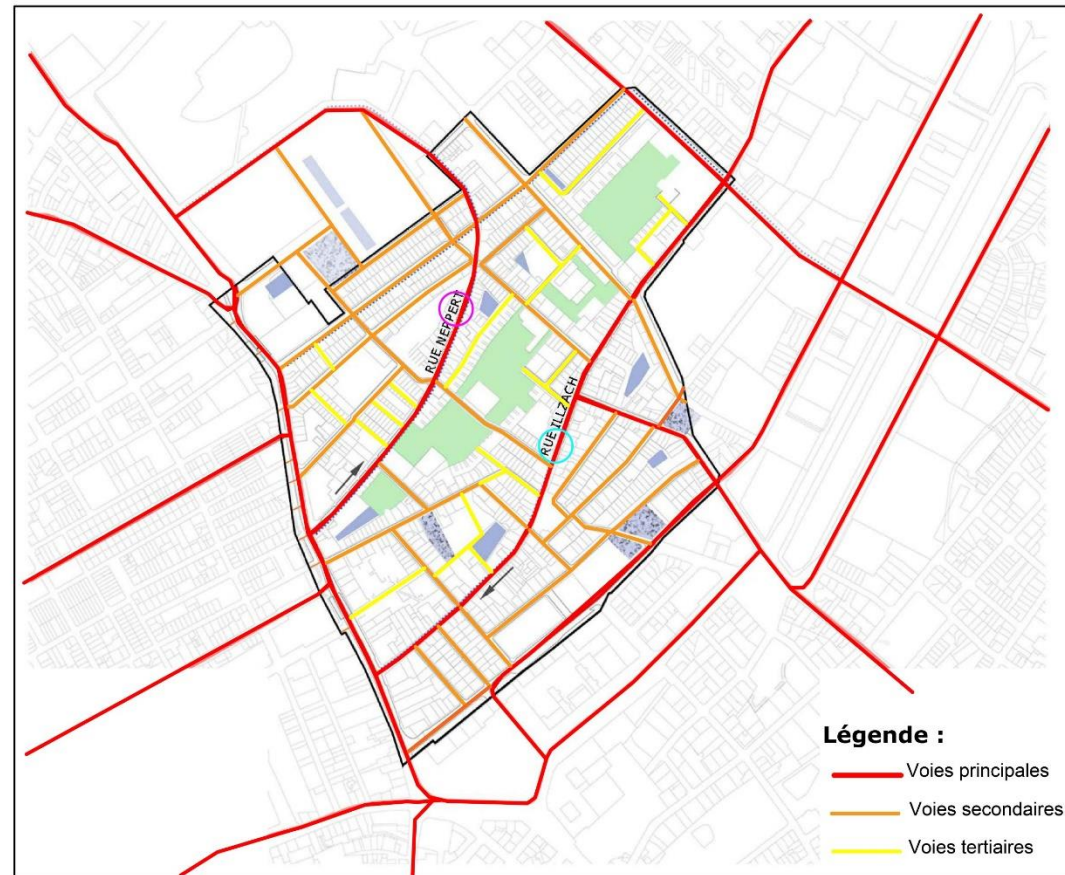 RUE NEPPERT
RUE ILLZACH
Légende :
Voies principales
Voies secondaires
Voies tertiaires